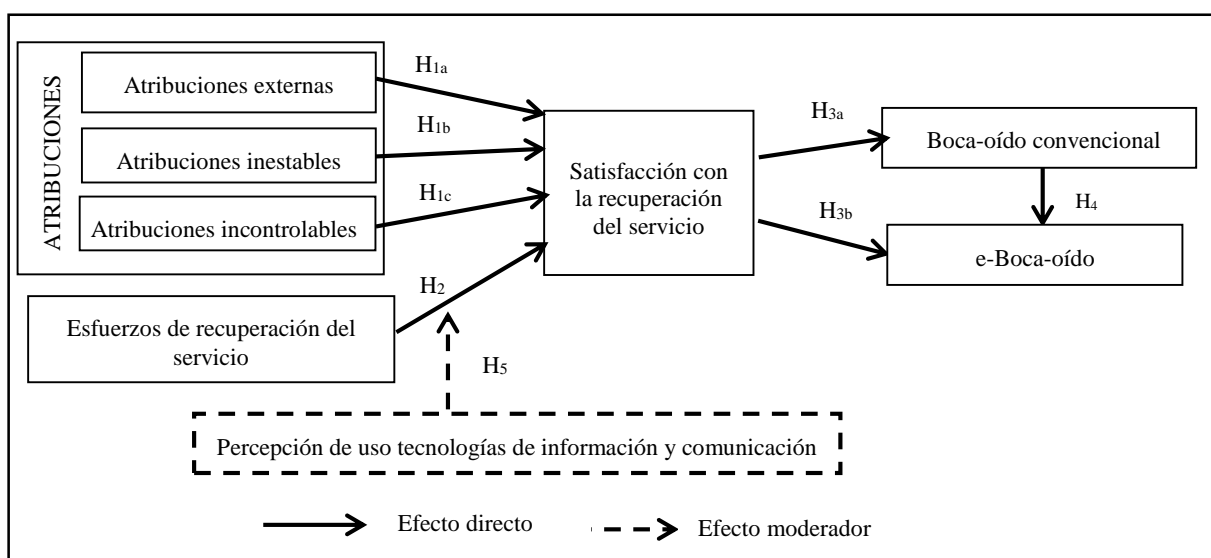 ATRIBUCIONES
Atribuciones externas
Atribuciones inestables
Atribuciones incontrolables
H1a
H1b
H1c
Esfuerzos de recuperación del
servicio
H2
H5
Percepción de uso tecnologías de información y comunicación
Satisfacción con
la recuperación
del servicio
H3a
H3b
Boca-oído convencional
H4
e-Boca-oído
Efecto directo
Efecto moderador